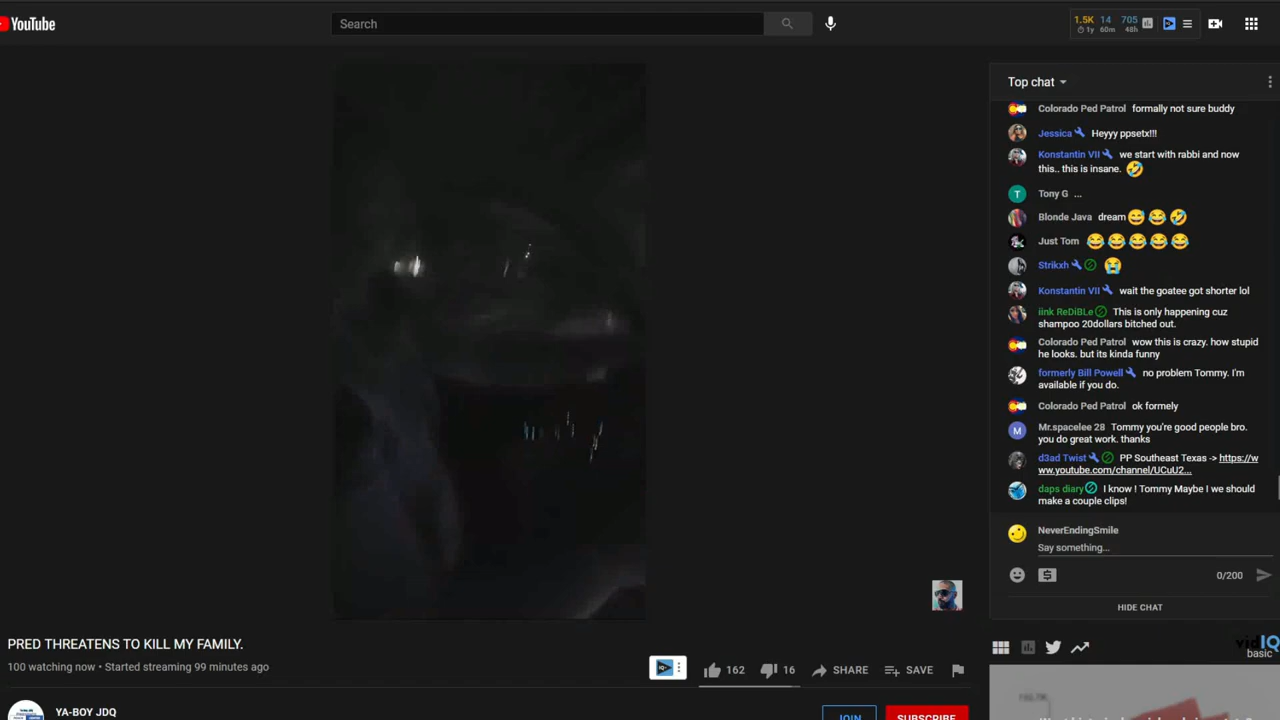 YouTube
Search
1.5K 14 705
1y 60m 48h
Top chat
Colorado Ped Patrol formally not sure buddy
Jessica Heyyy ppsetx!!!
Konstantin VII we start with rabbi and now
this.. this is insane. 🤣
Tony G ...
Blonde Java dream😅😂🤣
Just Tom 😂😂😂😂😂
Strikxh 😭
Konstantin VII wait the goatee got shorter lol
iink ReDiBLe This is only happening cuz
shampoo 20dollars bitched out.
Colorado Ped Patrol wow this is crazy. how stupid
he looks. but its kinda funny
formerly Bill Powell no problem Tommy. I'm
available if you do.
Colorado Ped Patrol ok formely
M Mr.spacelee 28 Tommy you're good people bro.
you do great work. thanks
d3ad Twist PP Southeast Texas -> https://w
ww.youtube.com/channel/UCuU2...
daps diary I know ! Tommy Maybe I we should
make a couple clips!
NeverEndingSmile
Say something...
0/200
HIDE CHAT
PRED THREATENS TO KILL MY FAMILY.
100 watching now • Started streaming 99 minutes ago
162 16 SHARE SAVE
vidIQ
basic
YA-BOY JDQ
JOIN SUBSCRIBE